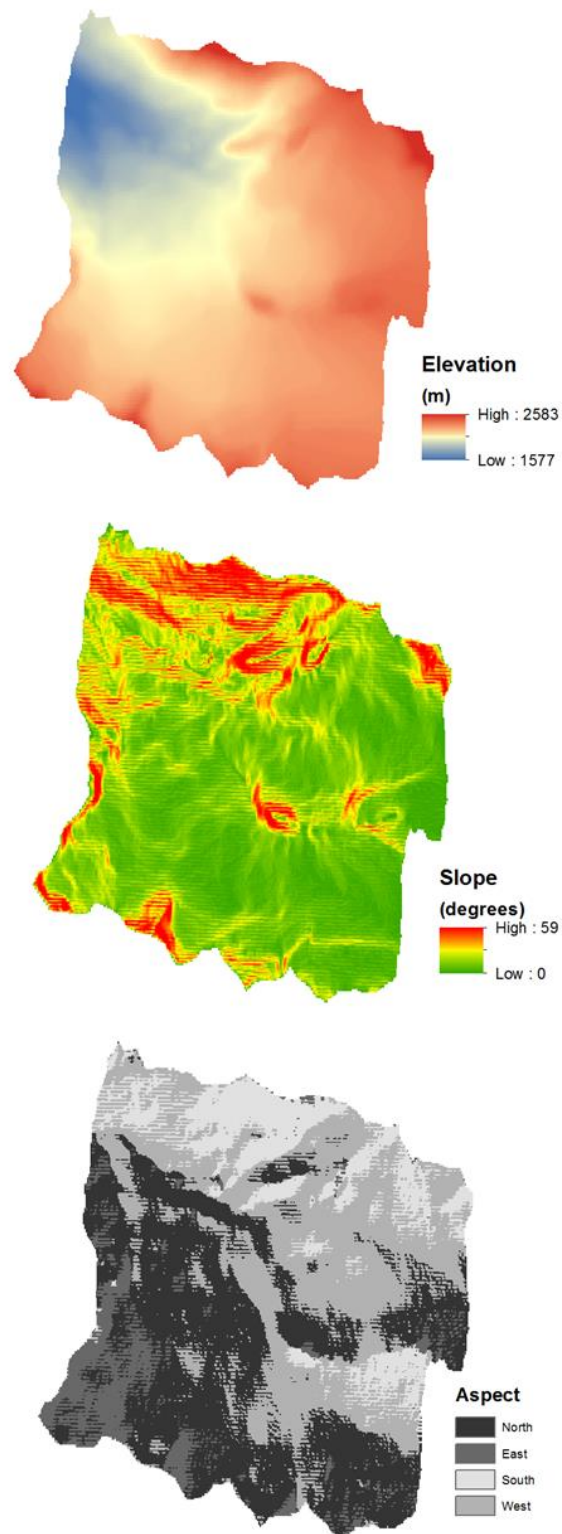 Elevation
(m)
High : 2583
Low : 1577
Slope
(degrees)
High : 59
Low : 0
Aspect
North
East
South
West